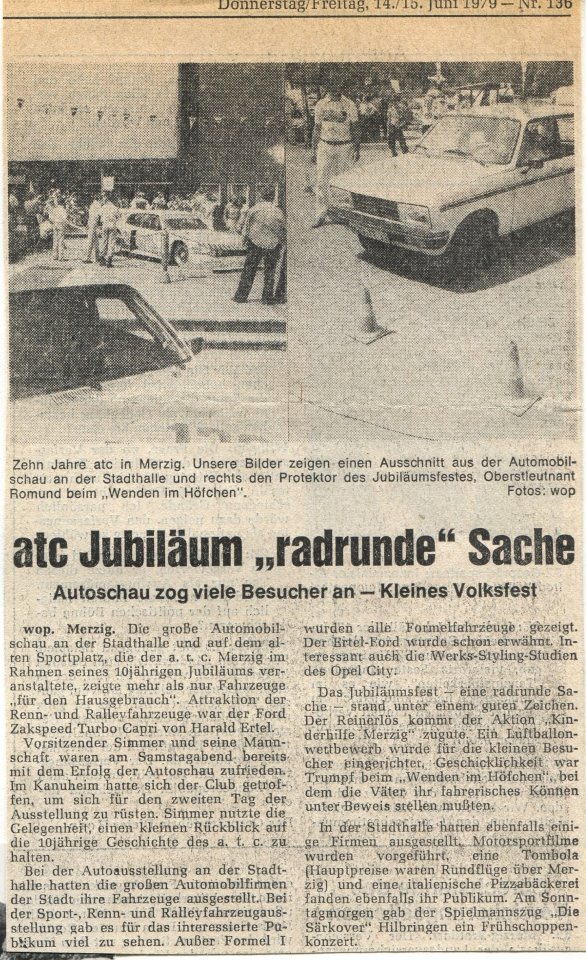 Donnerstag/Freitag, 14./15. Juni 1979 — Nr. 136
Zehn Jahre atc in Merzig. Unsere Bilder zeigen einen Ausschnitt aus der Automobil-
schau an der Stadthalle und rechts den Protektor des Jubiläumsfestes, Oberstleutnant
Romund beim „Wenden im Höfchen“. Fotos: wop
atc Jubiläum „radrunde“ Sache
Autoschau zog viele Besucher an — Kleines Volksfest
wop. Merzig. Die große Automobil-
schau an der Stadthalle und auf dem al-
ten Sportplatz, die der a. t. c. Merzig im
Rahmen seines 10jährigen Jubiläums ver-
anstaltete, zeigte mehr als nur Fahrzeuge
„für den Hausgebrauch“. Attraktion der
Renn- und Ralleyfahrzeuge war der Ford
Zakspeed Turbo Capri von Harald Ertel.
Vorsitzender Simmer und seine Mann-
schaft waren am Samstagabend bereits
mit dem Erfolg der Autoschau zufrieden.
Im Kanuheim hatte sich der Club getrof-
fen, um sich für den zweiten Tag der
Ausstellung zu rüsten. Simmer nutzte die
Gelegenheit, einen kleinen Rückblick auf
die 10jährige Geschichte des a. t. c. zu
halten.
Bei der Autoausstellung an der Stadt-
halle hatten die großen Automobilfirmen
der Stadt ihre Fahrzeuge ausgestellt. Bei
der Sport-, Renn- und Ralleyfahrzeugaus-
stellung gab es für das interessierte Pu-
blikum viel zu sehen. Außer Formel I
wurden alle Formelfahrzeuge gezeigt.
Der Ertel-Ford wurde schon erwähnt. In-
teressant auch die Werks-Styling-Studien
des Opel City.
Das Jubiläumsfest — eine radrunde Sa-
che — stand unter einem guten Zeichen.
Der Reinerlös kommt der Aktion „Kin-
derhilfe Merzig“ zugute. Ein Luftballon-
wettbewerb wurde für die kleinen Besu-
cher eingerichtet, Geschicklichkeit war
Trumpf beim „Wenden im Höfchen“, bei
dem die Väter ihr fahrerisches Können
unter Beweis stellen mußten.
In der Stadthalle hatten ebenfalls eini-
ge Firmen ausgestellt, Motorsportfilme
wurden vorgeführt, eine Tombola
(Hauptpreise waren Rundflüge über Mer-
zig) und eine italienische Pizzabäckerei
fanden ebenfalls ihr Publikum. Am Sonn-
tagmorgen gab der Spielmannszug „Die
Särkover“ Hilbringen ein Frühschoppen-
konzert.